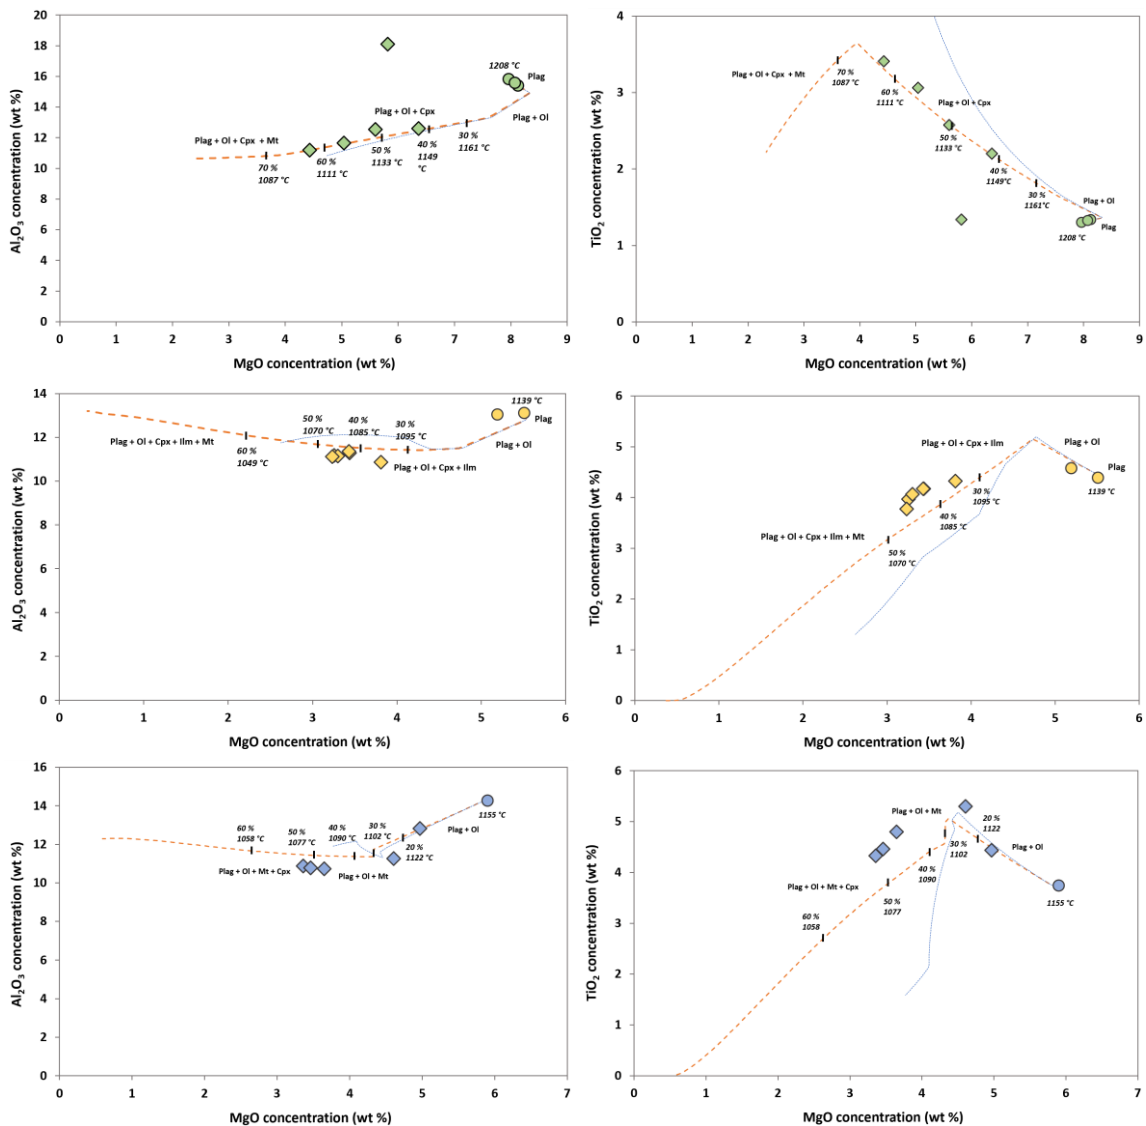 20
18
16
14
12
10
8
6
4
2
0
Al₂O₃ concentration (wt %)
1208 °C
Plag
Plag + Ol
Plag + Ol + Cpx
Plag + Ol + Cpx + Mt
30 %
1161 °C
40 %
1149
°C
50 %
1133 °C
60 %
1111 °C
70 %
1087 °C
0 1 2 3 4 5 6 7 8 9
MgO concentration (wt %)
4
3
2
1
0
TiO₂ concentration (wt %)
Plag + Ol + Cpx + Mt
70 %
1087 °C
60 %
1111 °C
Plag + Ol + Cpx
50 %
1133 °C
40 %
1149°C
30 %
1161°C
Plag + Ol
Plag
1208 °C
0 1 2 3 4 5 6 7 8 9
MgO concentration (wt %)
14
12
10
8
6
4
2
0
Al₂O₃ concentration (wt %)
1139 °C
Plag
Plag + Ol
30 %
1095 °C
40 %
1085 °C
50 %
1070 °C
Plag + Ol + Cpx + Ilm + Mt
60 %
1049 °C
Plag + Ol + Cpx + Ilm
0 1 2 3 4 5 6
MgO concentration (wt %)
6
5
4
3
2
1
0
TiO₂ concentration (wt %)
Plag + Ol + Cpx + Ilm
Plag + Ol
Plag
1139 °C
30 %
1095 °C
40 %
1085 °C
Plag + Ol + Cpx + Ilm + Mt
50 %
1070 °C
0 1 2 3 4 5 6
MgO concentration (wt %)
16
14
12
10
8
6
4
2
0
Al₂O₃ concentration (wt %)
1155 °C
Plag + Ol
60 %
1058 °C
50 %
1077 °C
40 %
1090 °C
30 %
1102 °C
20 %
1122 °C
Plag + Ol + Mt + Cpx
Plag + Ol + Mt
0 1 2 3 4 5 6 7
MgO concentration (wt %)
6
5
4
3
2
1
0
TiO₂ concentration (wt %)
Plag + Ol + Mt
20 %
1122
Plag + Ol
30 %
1102
40 %
1090
Plag + Ol + Mt + Cpx
50 %
1077
60 %
1058
1155 °C
0 1 2 3 4 5 6 7
MgO concentration (wt %)